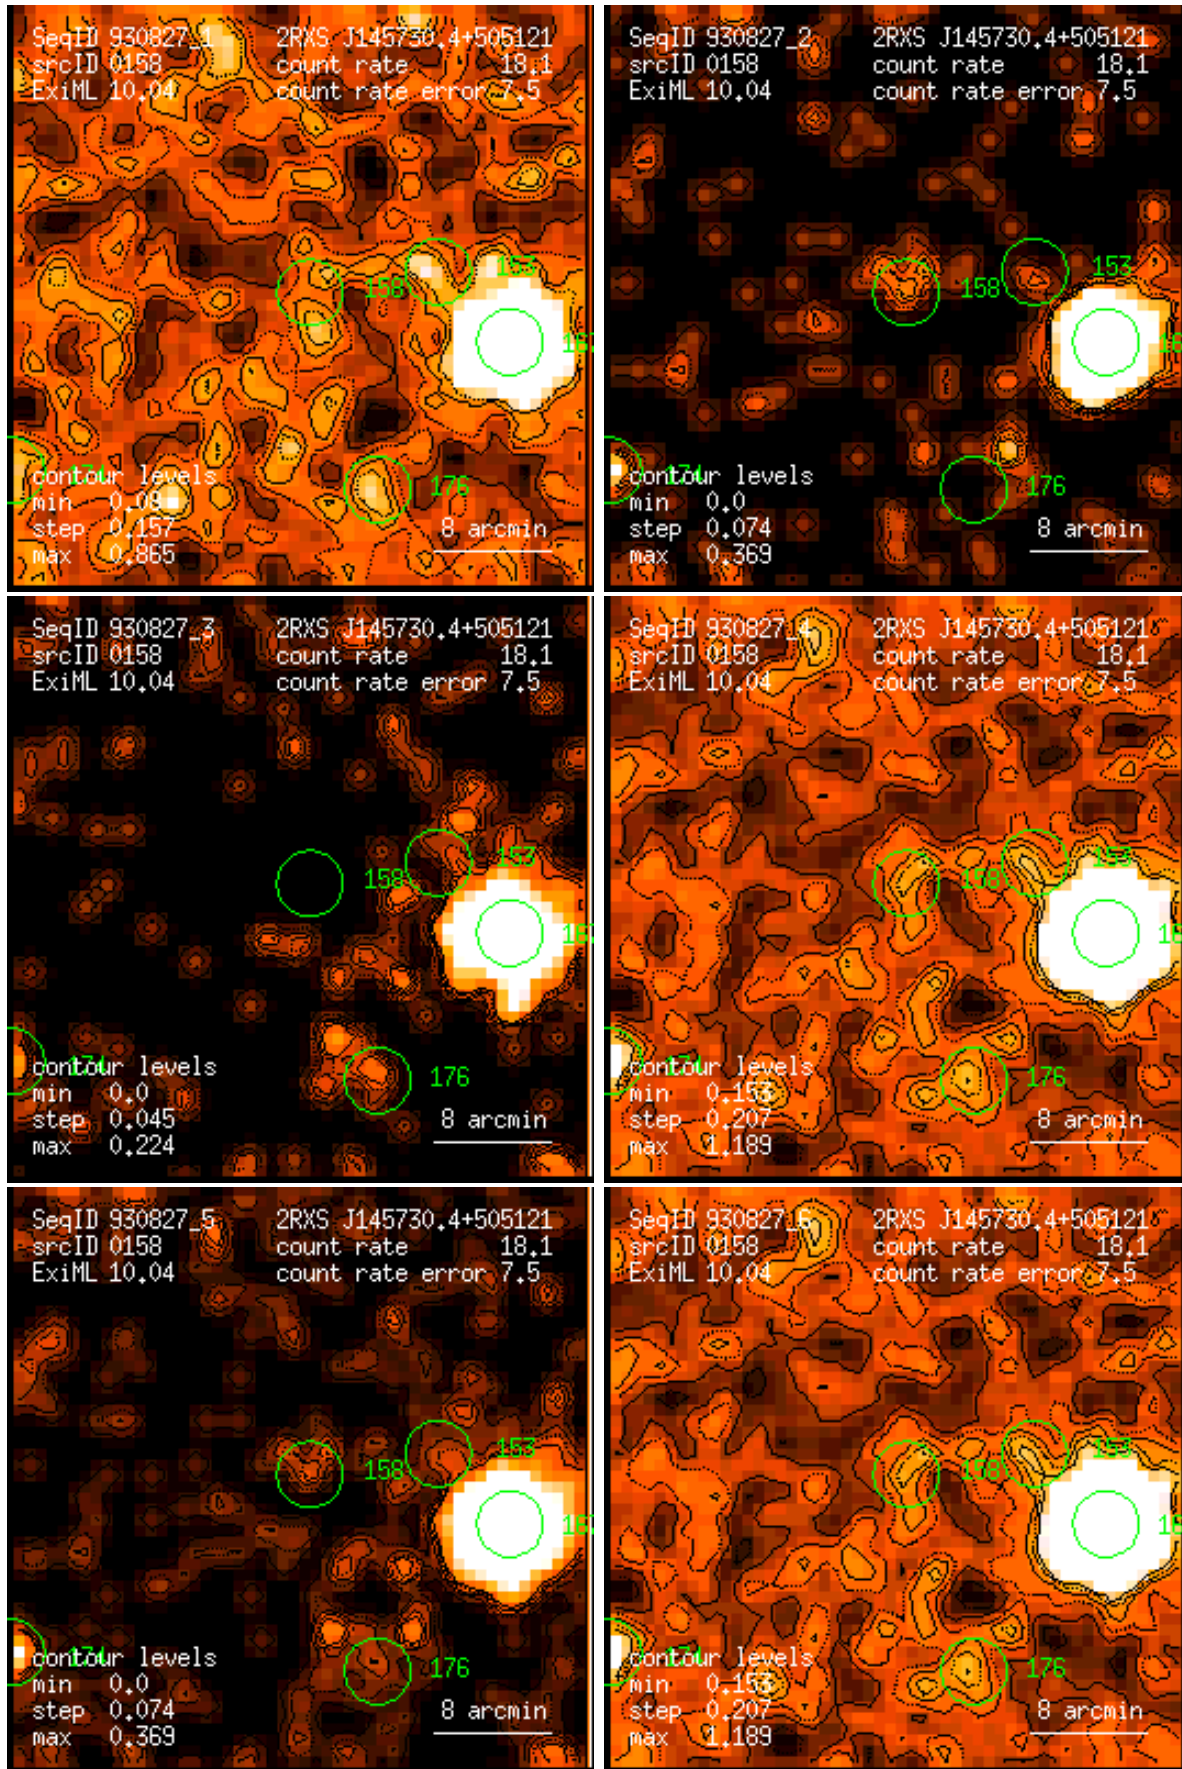 SeqID 930827_1 2RXS J145730.4+505121
srcID 0158 count rate 18.1
ExiML 10.04 count rate error 7.5
153
158
174
176
contour levels
min
step 0.157 8 arcmin
max 0.865
SeqID 930827_2 2RXS J145730.4+505121
srcID 0158 count rate 18.1
ExiML 10.04 count rate error 7.5
153
158
174
176
contour levels
min 0.0
step 0.074 8 arcmin
max 0.369
SeqID 930827_3 2RXS J145730.4+505121
srcID 0158 count rate 18.1
ExiML 10.04 count rate error 7.5
153
158
174
176
contour levels
min 0.0
step 0.045 8 arcmin
max 0.224
SeqID 930827_4 2RXS J145730.4+505121
srcID 0158 count rate 18.1
ExiML 10.04 count rate error 7.5
153
158
174
176
contour levels
min 0.153
step 0.207 8 arcmin
max 1.189
SeqID 930827_5 2RXS J145730.4+505121
srcID 0158 count rate 18.1
ExiML 10.04 count rate error 7.5
153
158
174
176
contour levels
min 0.0
step 0.074 8 arcmin
max 0.369
SeqID 930827_6 2RXS J145730.4+505121
srcID 0158 count rate 18.1
ExiML 10.04 count rate error 7.5
153
158
174
176
contour levels
min 0.153
step 0.207 8 arcmin
max 1.189